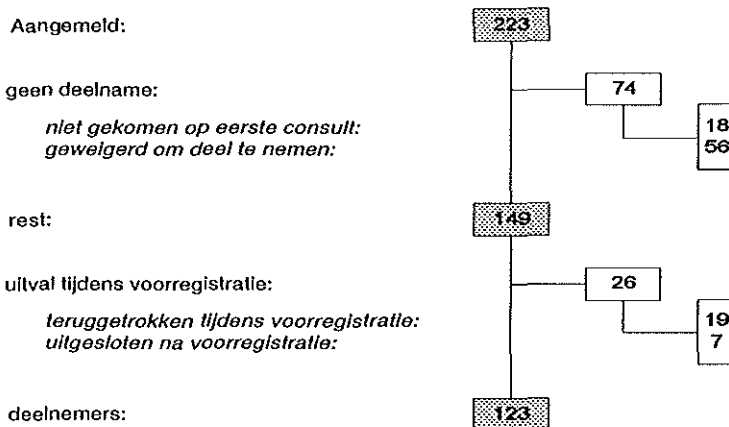 Aangemeld: 223
geen deelname: 74
niet gekomen op eerste consult: 18
geweigerd om deel te nemen: 56
rest: 149
uitval tijdens voorregistratie: 26
teruggetrokken tijdens voorregistratie: 19
uitgesloten na voorregistratie: 7
deelnemers: 123